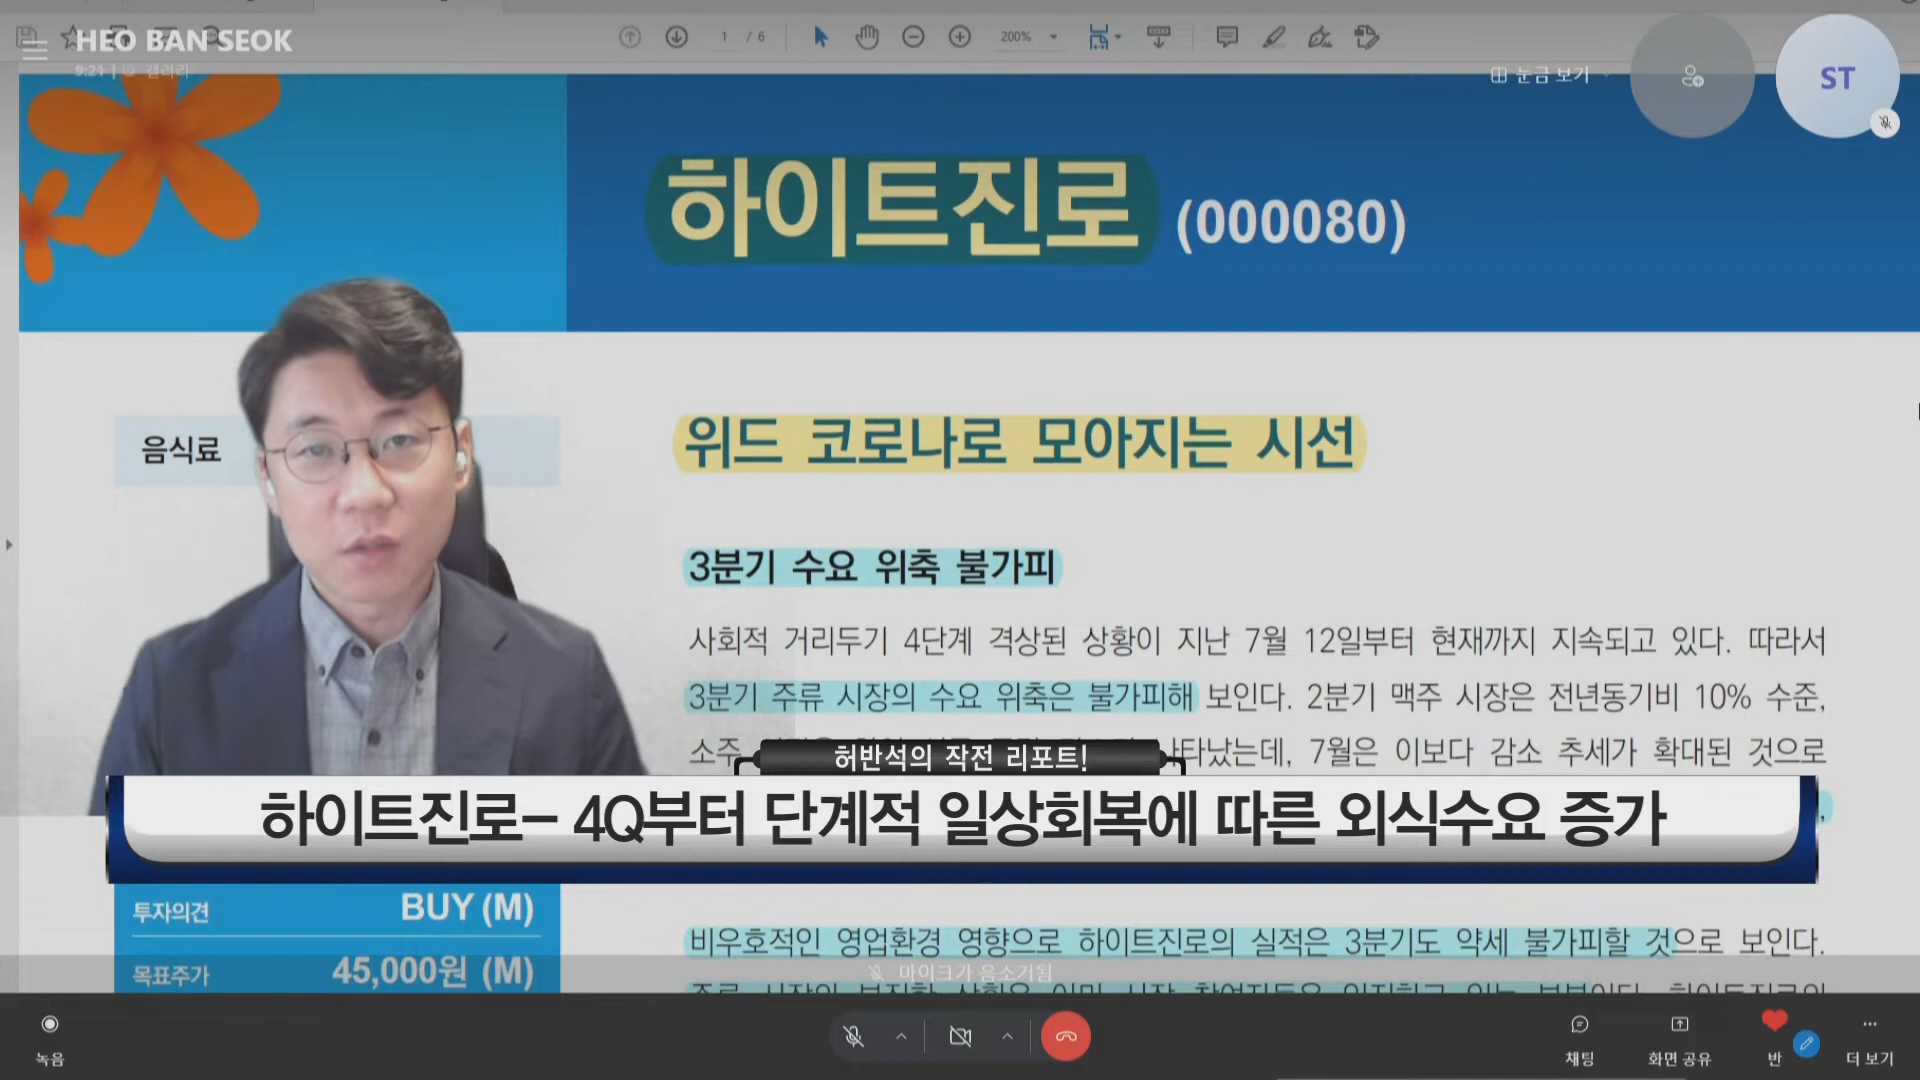 HEO BAN SEOK
1 / 6
200%
9:21 | 갤러리
눈금 보기
ST
하이트진로 (000080)
음식료
위드 코로나로 모아지는 시선
3분기 수요 위축 불가피
사회적 거리두기 4단계 격상된 상황이 지난 7월 12일부터 현재까지 지속되고 있다. 따라서
3분기 주류 시장의 수요 위축은 불가피해 보인다. 2분기 맥주 시장은 전년동기비 10% 수준,
소주 타났는데, 7월은 이보다 감소 추세가 확대된 것으로
허반석의 작전 리포트!
하이트진로- 4Q부터 단계적 일상회복에 따른 외식수요 증가
투자의견 BUY (M)
목표주가 45,000원 (M)
비우호적인 영업환경 영향으로 하이트진로의 실적은 3분기도 약세 불가피할 것으로 보인다.
마이크가 음소거됨
녹음
채팅
화면 공유
반
더 보기